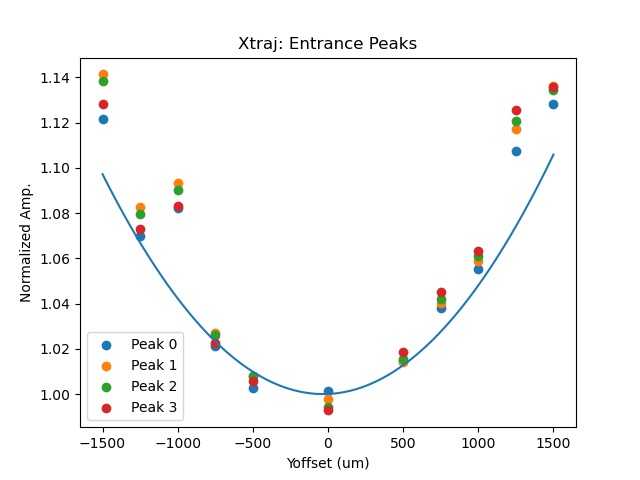 Xtraj: Entrance Peaks
Normalized Amp.
1.14
1.12
1.10
1.08
1.06
1.04
1.02
1.00
Peak 0
Peak 1
Peak 2
Peak 3
−1500 −1000 −500 0 500 1000 1500
Yoffset (um)